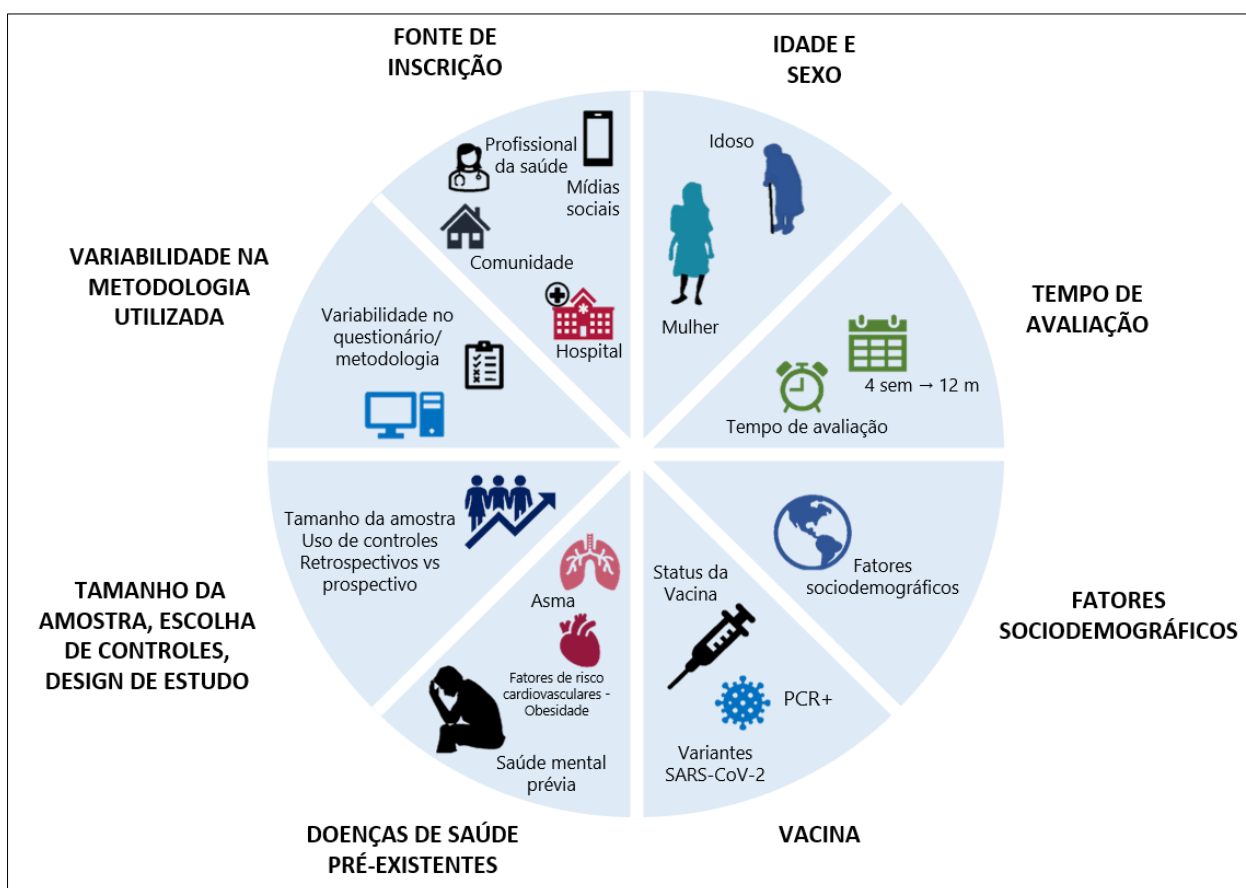 FONTE DE
INSCRIÇÃO
IDADE E
SEXO
Profissional
da saúde
Mídias
sociais
Comunidade
Hospital
Idoso
Mulher
VARIABILIDADE NA
METODOLOGIA
UTILIZADA
Variabilidade no
questionário/
metodologia
TEMPO DE
AVALIAÇÃO
4 sem → 12 m
Tempo de avaliação
TAMANHO DA
AMOSTRA, ESCOLHA
DE CONTROLES,
DESIGN DE ESTUDO
Tamanho da amostra
Uso de controles
Retrospectivos vs
prospectivo
Asma
Fatores de risco
cardiovasculares -
Obesidade
Saúde mental
prévia
Status da
Vacina
PCR+
Variantes
SARS-CoV-2
Fatores
sociodemográficos
FATORES
SOCIODEMOGRÁFICOS
DOENÇAS DE SAÚDE
PRÉ-EXISTENTES
VACINA